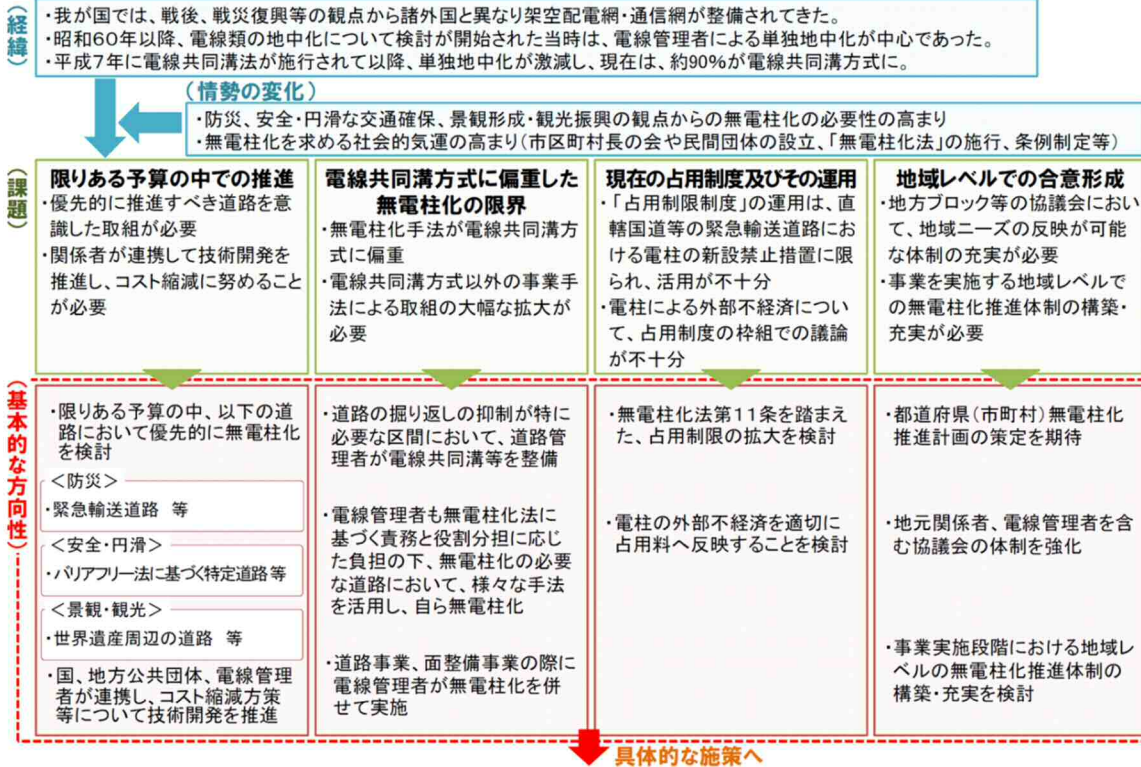 (経緯)
・我が国では、戦後、戦災復興等の観点から諸外国と異なり架空配電網・通信網が整備されてきた。
・昭和60年以降、電線類の地中化について検討が開始された当時は、電線管理者による単独地中化が中心であった。
・平成7年に電線共同溝法が施行されて以降、単独地中化が激減し、現在は、約90%が電線共同溝方式に。
(情勢の変化)
・防災、安全・円滑な交通確保、景観形成・観光振興の観点からの無電柱化の必要性の高まり
・無電柱化を求める社会的気運の高まり(市区町村長の会や民間団体の設立、「無電柱化法」の施行、条例制定等)
(課題)
限りある予算の中での推進
・優先的に推進すべき道路を意
識した取組が必要
・関係者が連携して技術開発を
推進し、コスト縮減に努めること
が必要
電線共同溝方式に偏重した
無電柱化の限界
・無電柱化手法が電線共同溝方
式に偏重
・電線共同溝方式以外の事業手
法による取組の大幅な拡大が
必要
現在の占用制度及びその運用
・「占用制限制度」の運用は、直
轄国道等の緊急輸送道路にお
ける電柱の新設禁止措置に限
られ、活用が不十分
・電柱による外部不経済につい
て、占用制度の枠組での議論
が不十分
地域レベルでの合意形成
・地方ブロック等の協議会におい
て、地域ニーズの反映が可能
な体制の充実が必要
・事業を実施する地域レベルで
の無電柱化推進体制の構築・
充実が必要
(基本的な方向性)
・限りある予算の中、以下の道
路において優先的に無電柱化
を検討
<防災>
・緊急輸送道路 等
<安全・円滑>
・バリアフリー法に基づく特定道路等
<景観・観光>
・世界遺産周辺の道路 等
・国、地方公共団体、電線管理
者が連携し、コスト縮減方策
等について技術開発を推進
・道路の掘り返しの抑制が特に
必要な区間において、道路管
理者が電線共同溝等を整備
・電線管理者も無電柱化法に
基づく責務と役割分担に応じ
た負担の下、無電柱化の必要
な道路において、様々な手法
を活用し、自ら無電柱化
・道路事業、面整備事業の際に
電線管理者が無電柱化を併
せて実施
・無電柱化法第11条を踏まえ
た、占用制限の拡大を検討
・電柱の外部不経済を適切に
占用料へ反映することを検討
・都道府県(市町村)無電柱化
推進計画の策定を期待
・地元関係者、電線管理者を含
む協議会の体制を強化
・事業実施段階における地域レ
ベルの無電柱化推進体制の
構築・充実を検討
具体的な施策へ